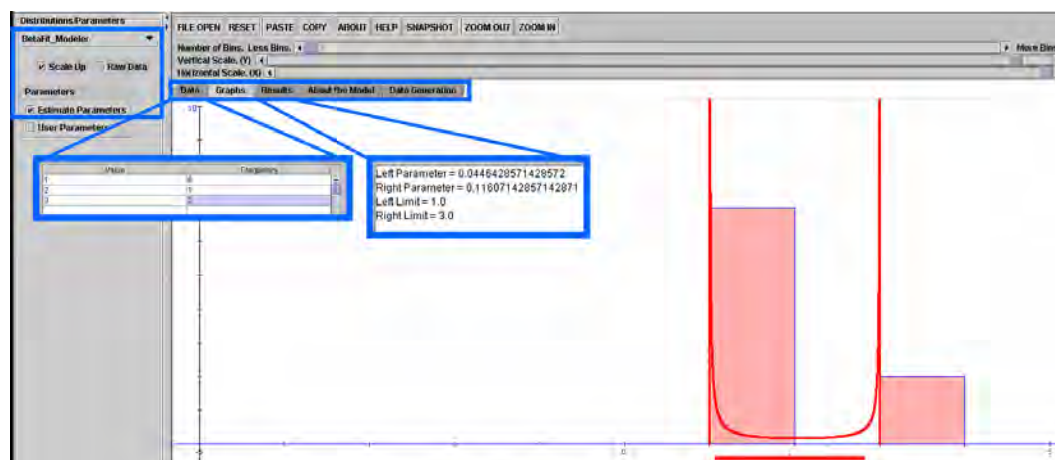 Distributions/Parameters
BetaFit_Modeler
Scale Up Raw Data
Parameters
Estimate Parameters
User Parameters
FILE OPEN RESET PASTE COPY ABOUT HELP SNAPSHOT ZOOM OUT ZOOM IN
Number of Bins. Less Bins. More Bins
Vertical Scale. (Y)
Horizontal Scale. (X)
Data Graphs Results About the Model Data Generation
Value Frequency
1
2 1
3
Left Parameter = 0.0446428571428572
Right Parameter = 0.11607142857142871
Left Limit = 1.0
Right Limit = 3.0
10
-5
0